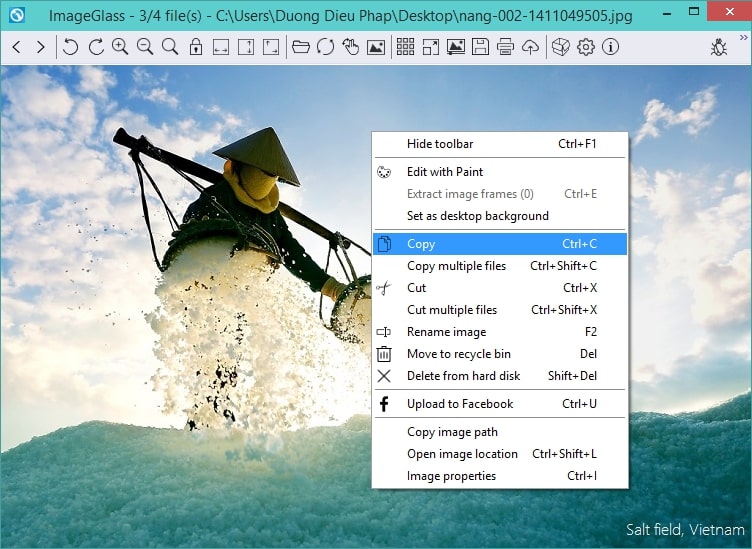 ImageGlass - 3/4 file(s) - C:\Users\Duong Dieu Phap\Desktop\nang-002-1411049505.jpg
Hide toolbar Ctrl+F1
Edit with Paint
Extract image frames (0) Ctrl+E
Set as desktop background
Copy Ctrl+C
Copy multiple files Ctrl+Shift+C
Cut Ctrl+X
Cut multiple files Ctrl+Shift+X
Rename image F2
Move to recycle bin Del
Delete from hard disk Shift+Del
Upload to Facebook Ctrl+U
Copy image path
Open image location Ctrl+Shift+L
Image properties Ctrl+I
Salt field, Vietnam